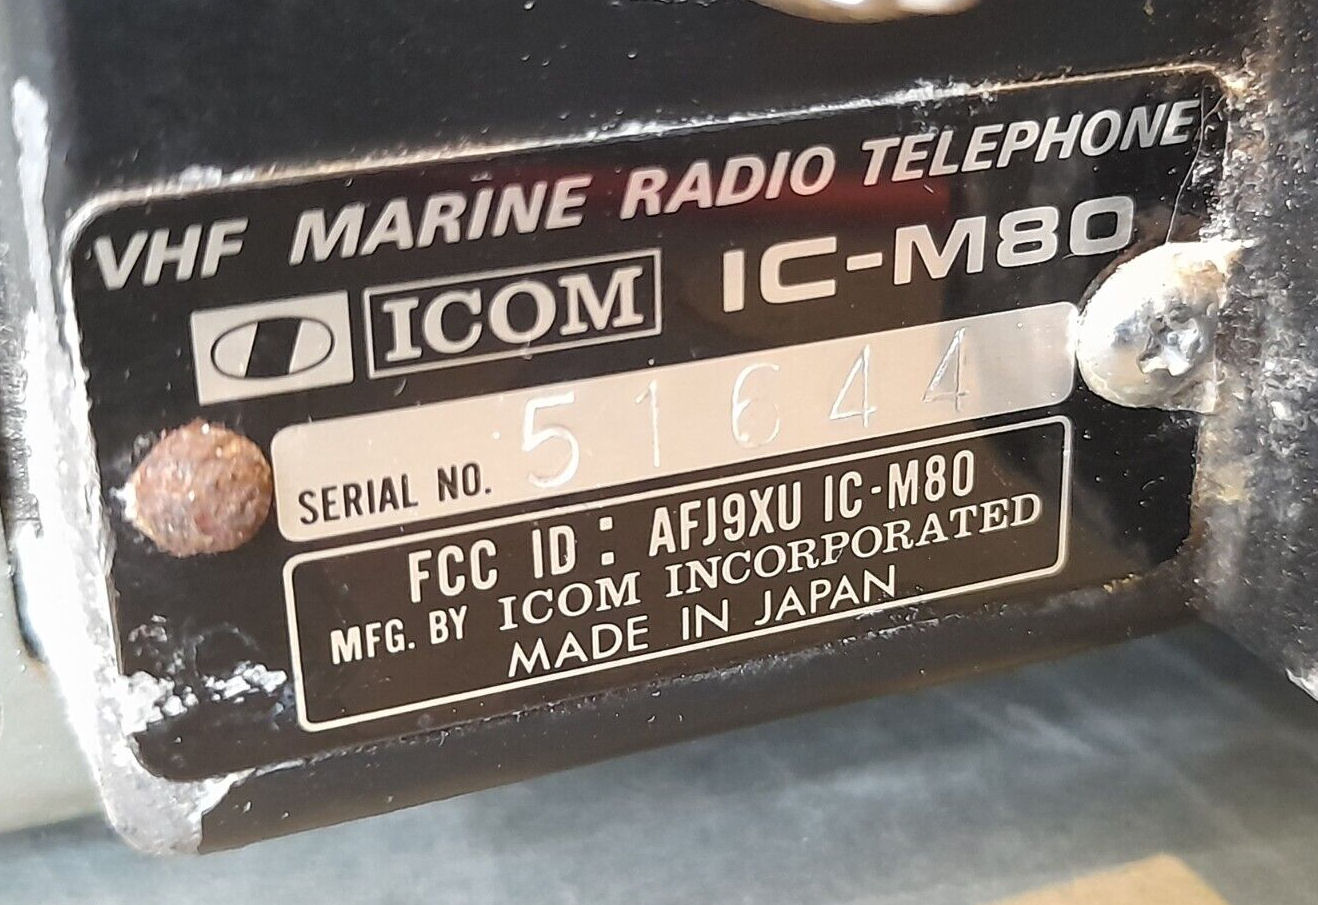 VHF MARINE RADIO TELEPHONE
ICOM IC-M80
SERIAL NO. 51644
FCC ID : AFJ9XU IC-M80
MFG. BY ICOM INCORPORATED
MADE IN JAPAN